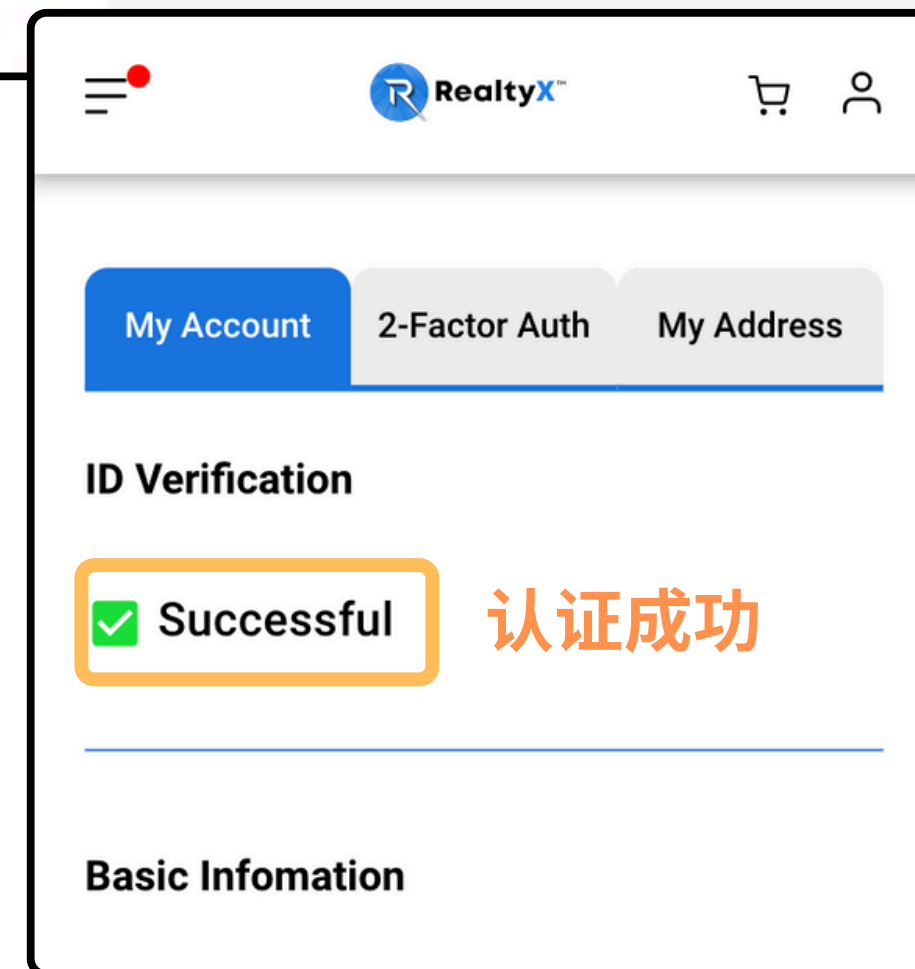 RealtyX™
My Account
2-Factor Auth
My Address
ID Verification
Successful
认证成功
Basic Infomation